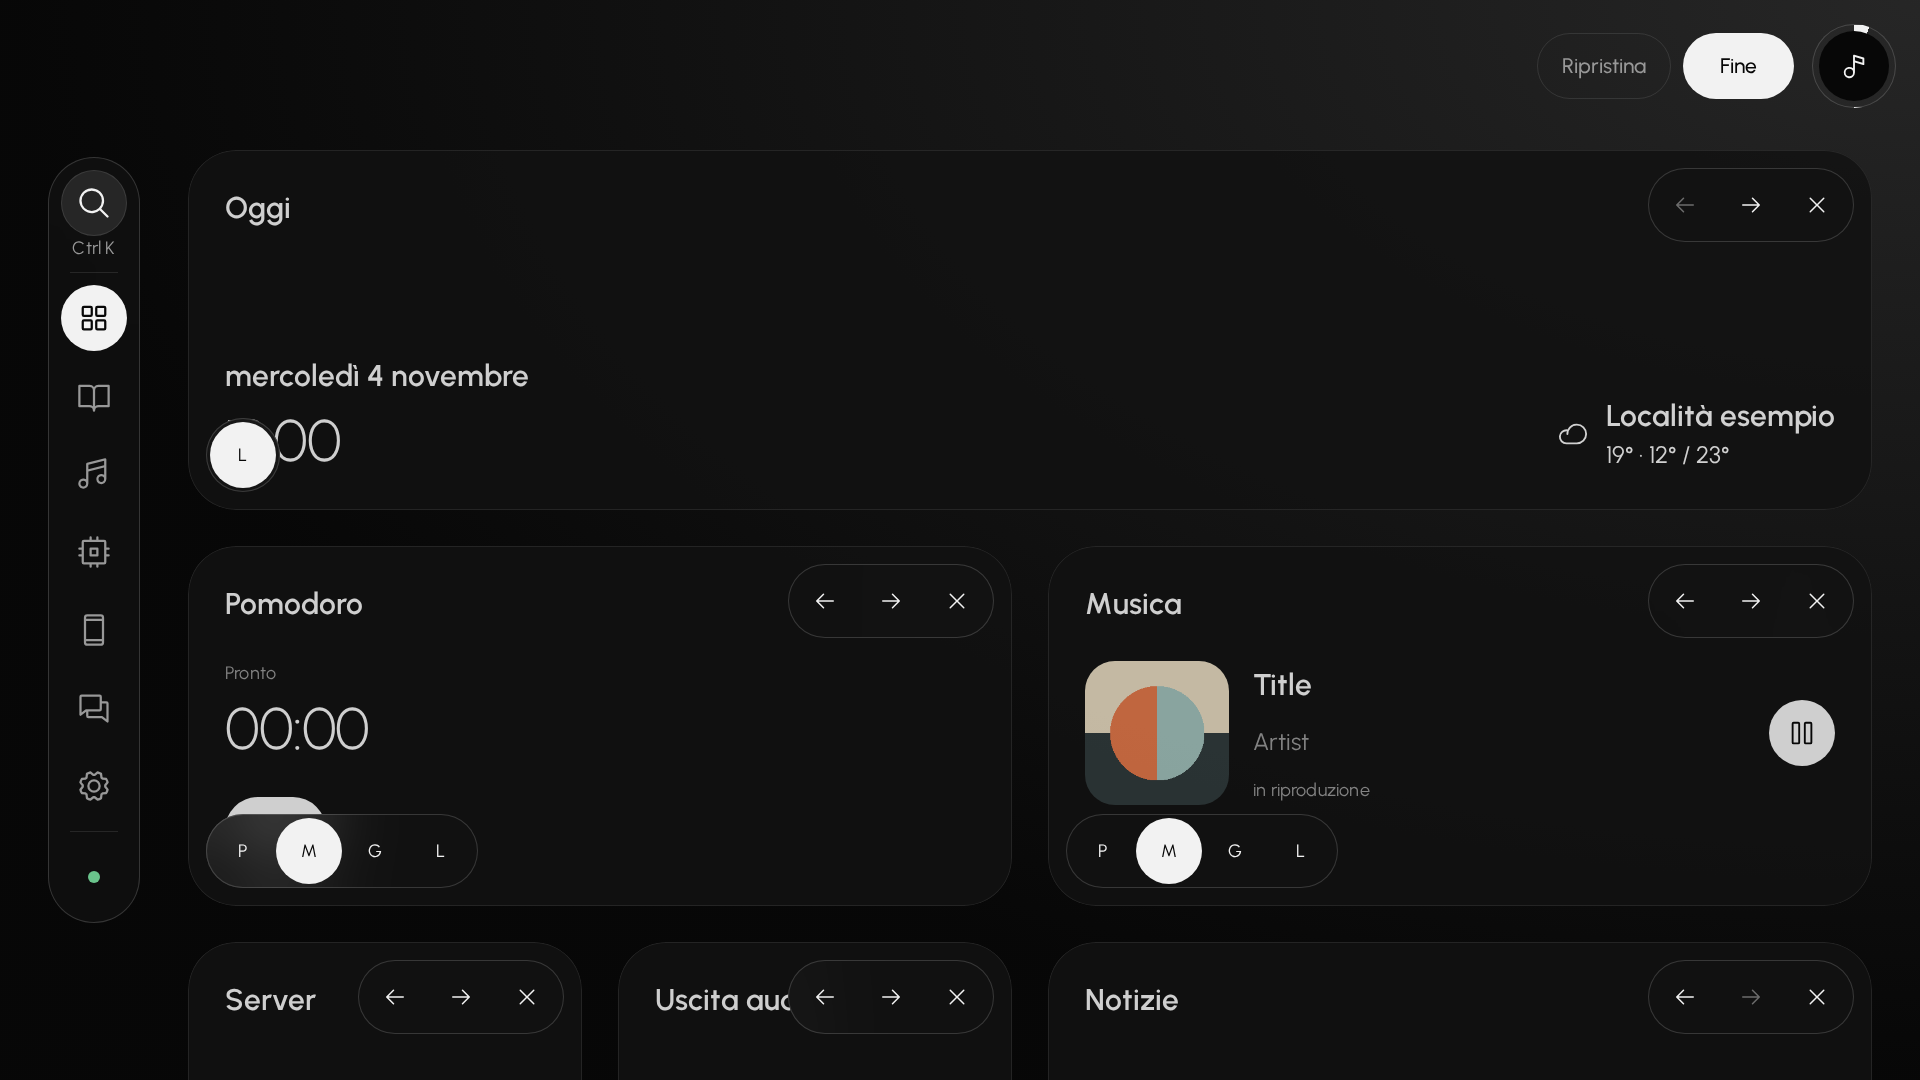 Ripristina
Fine
Ctrl K
Oggi
mercoledì 4 novembre
00
L
Località esempio
19° · 12° / 23°
Pomodoro
Pronto
00:00
P M G L
Musica
Title
Artist
in riproduzione
P M G L
Server
Uscita
Notizie